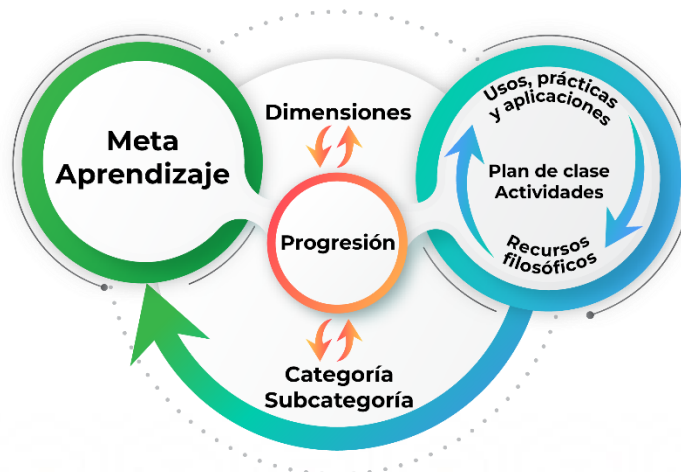 Meta
Aprendizaje
Dimensiones
Progresión
Categoría
Subcategoría
Usos, prácticas
y aplicaciones
Plan de clase
Actividades
Recursos
filosóficos